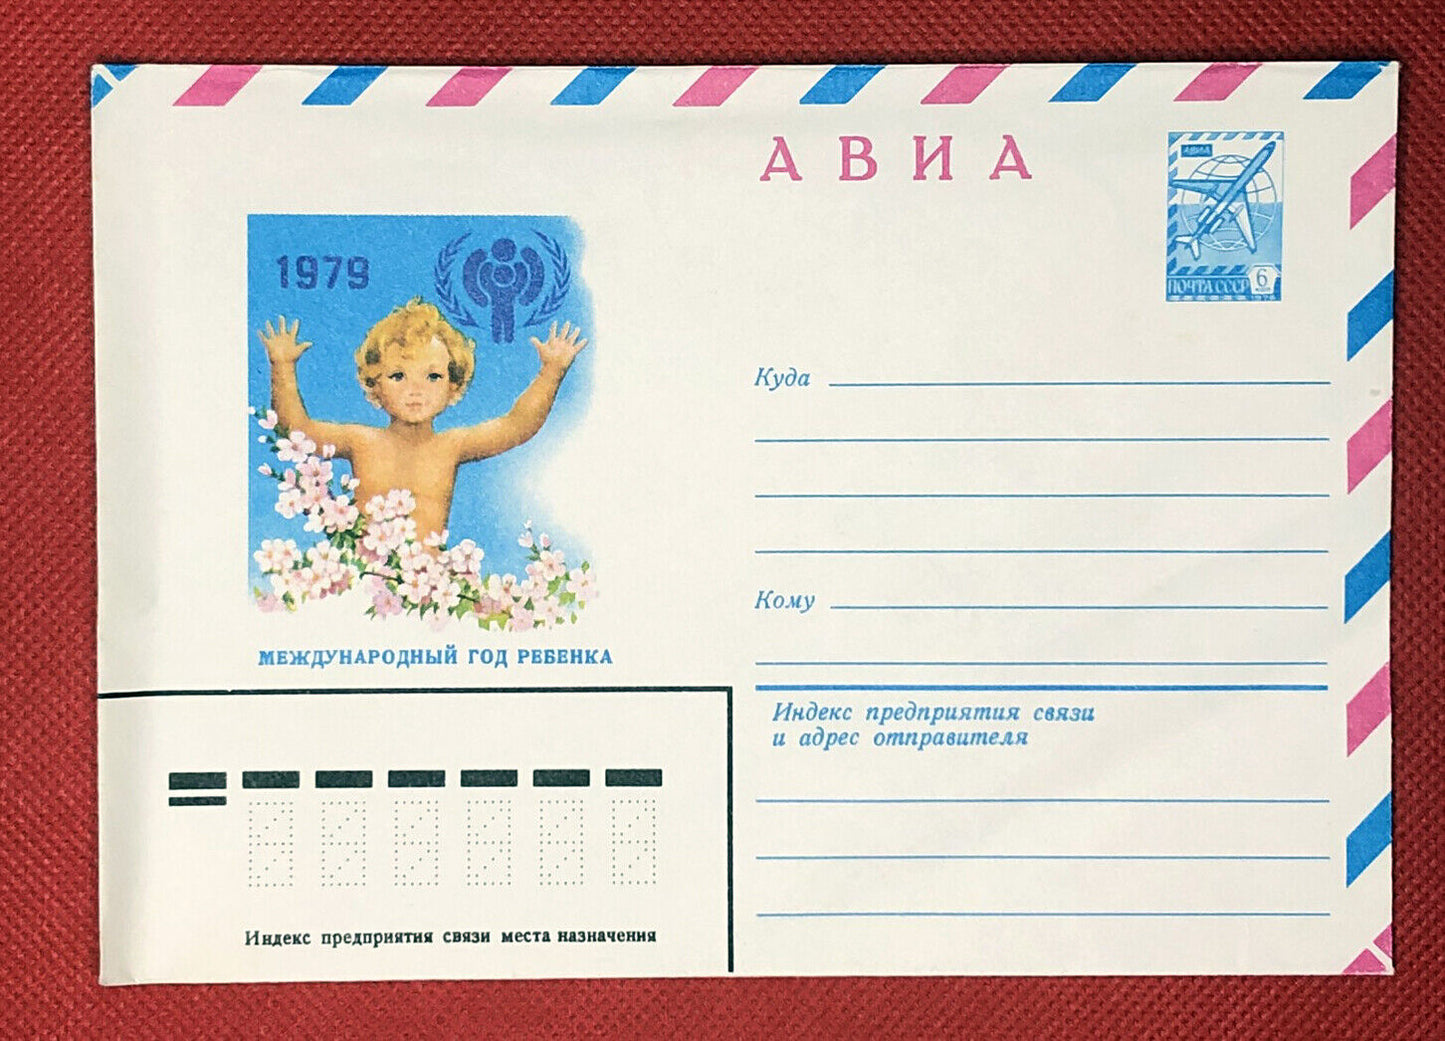 АВИА
АВИА
ПОЧТА СССР
6
1979
МЕЖДУНАРОДНЫЙ ГОД РЕБЕНКА
Куда
Кому
Индекс предприятия связи
и адрес отправителя
Индекс предприятия связи места назначения